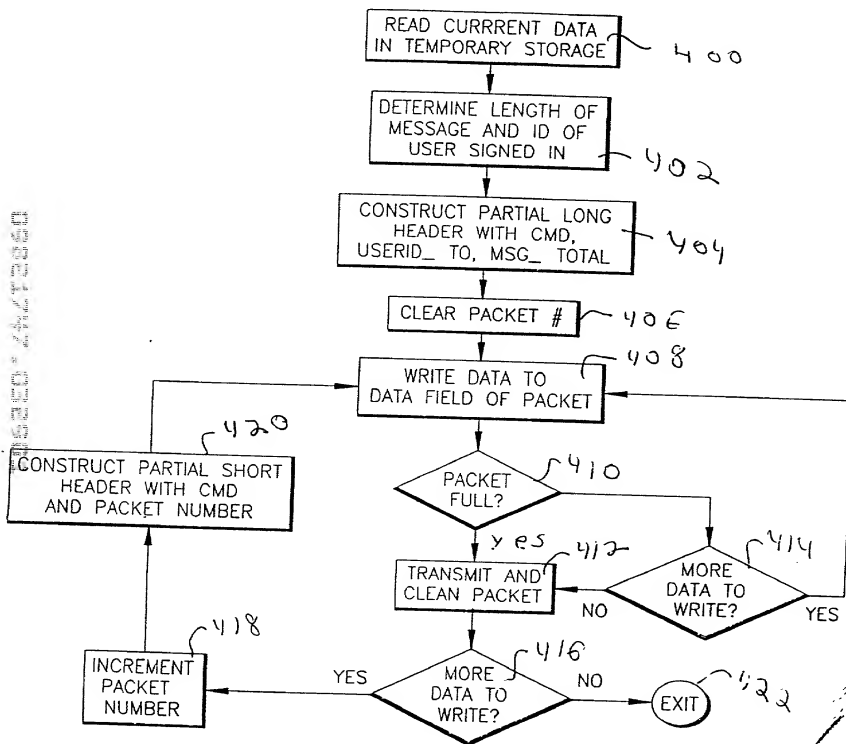 READ CURRRENT DATA
IN TEMPORARY STORAGE
400
DETERMINE LENGTH OF
MESSAGE AND ID OF
USER SIGNED IN
402
CONSTRUCT PARTIAL LONG
HEADER WITH CMD,
USERID_ TO, MSG_ TOTAL
404
CLEAR PACKET #
406
WRITE DATA TO
DATA FIELD OF PACKET
408
420
CONSTRUCT PARTIAL SHORT
HEADER WITH CMD
AND PACKET NUMBER
PACKET
FULL?
410
yes
TRANSMIT AND
CLEAN PACKET
412
MORE
DATA TO
WRITE?
414
NO
YES
418
INCREMENT
PACKET
NUMBER
YES
MORE
DATA TO
WRITE?
416
NO
EXIT
422